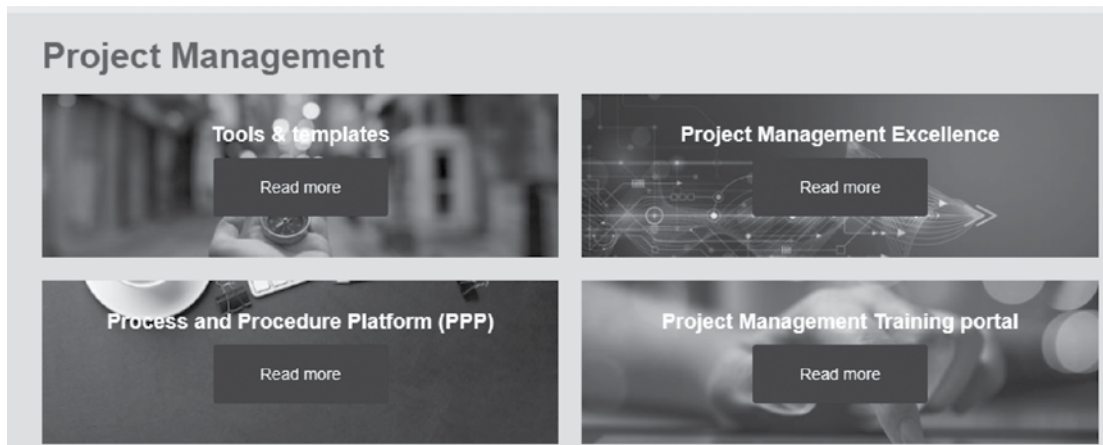 Project Management
Tools & templates
Read more
Project Management Excellence
Read more
Process and Procedure Platform (PPP)
Read more
Project Management Training portal
Read more